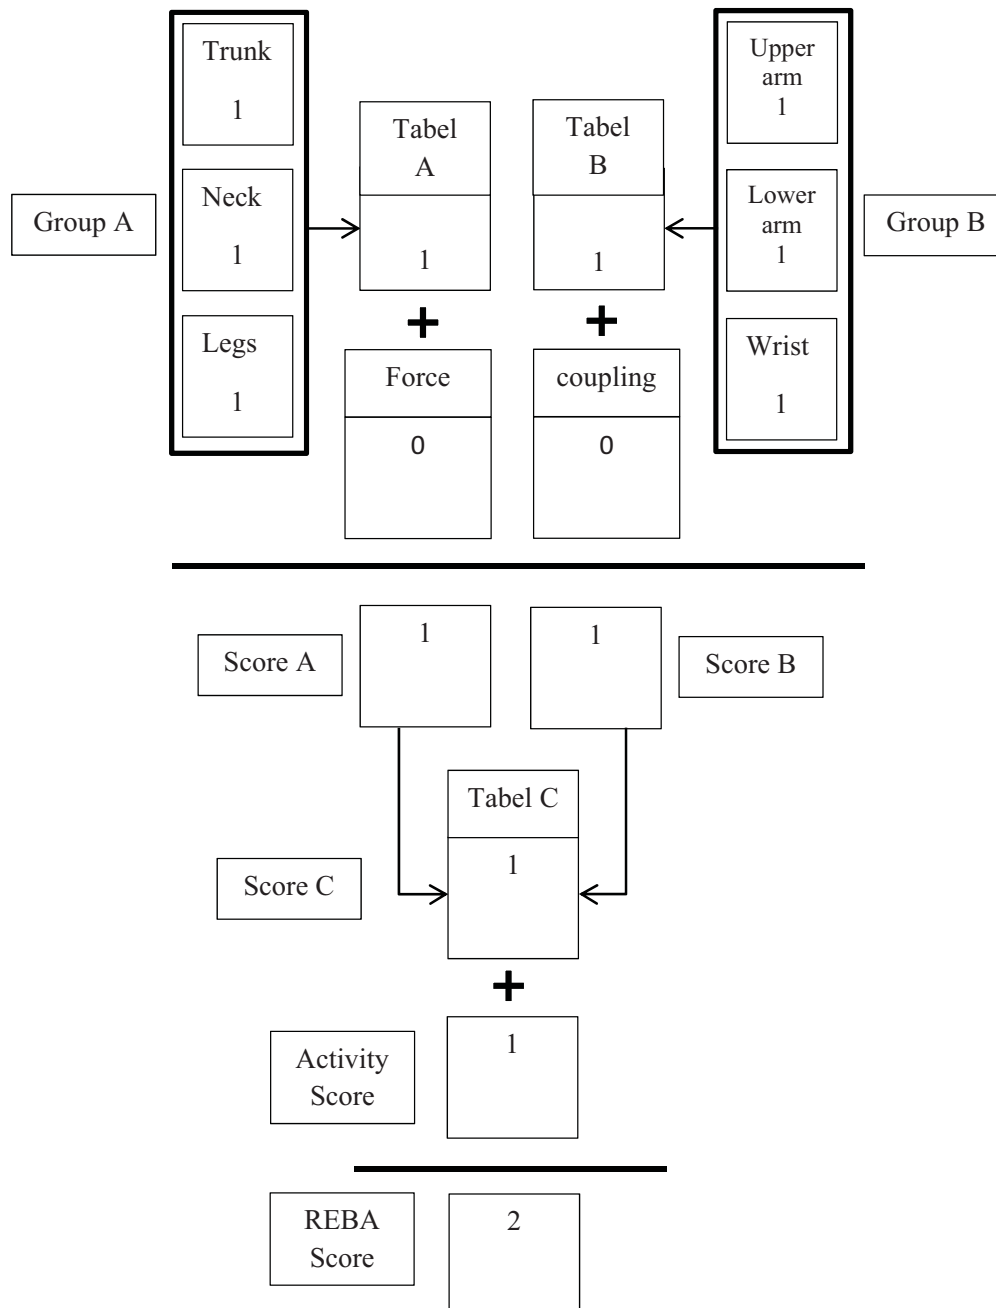 Group A
Trunk
1
Neck
1
Legs
1
Tabel
A
1
+
Force
0
Tabel
B
1
+
coupling
0
Upper
arm
1
Lower
arm
1
Wrist
1
Group B
Score A
1
1
Score B
Tabel C
Score C
1
+
Activity
Score
1
REBA
Score
2